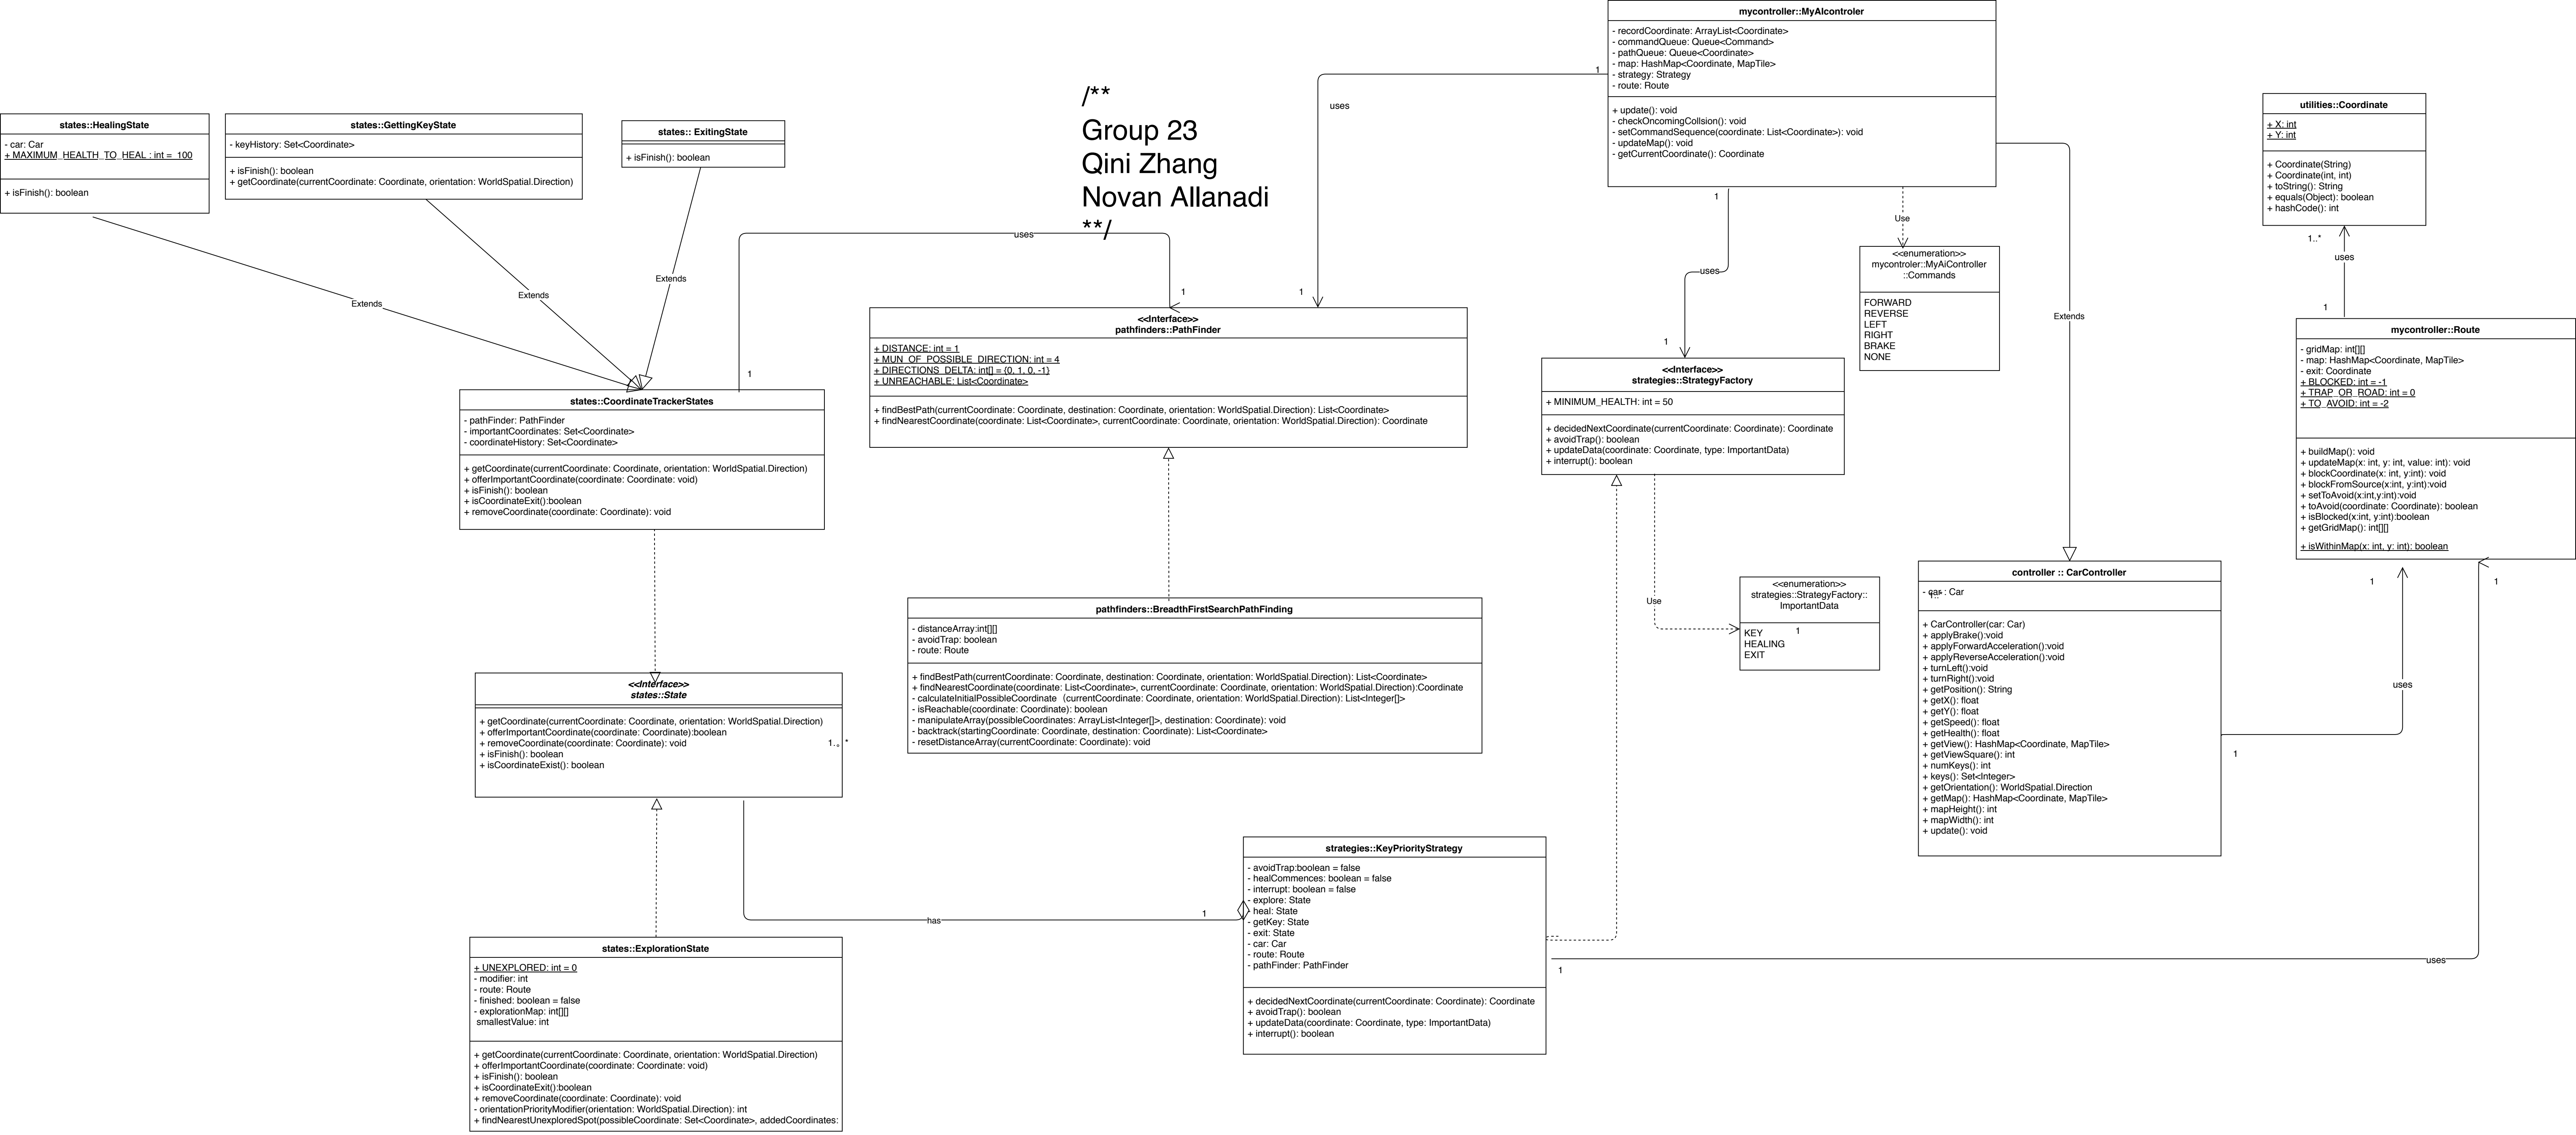 mycontroller::MyAIcontroler
- recordCoordinate: ArrayList<Coordinate>
- commandQueue: Queue<Command>
- pathQueue: Queue<Coordinate>
- map: HashMap<Coordinate, MapTile>
- strategy: Strategy
- route: Route
+ update(): void
- checkOncomingCollsion(): void
- setCommandSequence(coordinate: List<Coordinate>): void
- updateMap(): void
- getCurrentCoordinate(): Coordinate
/**
Group 23
Qini Zhang
Novan Allanadi
**/
states::HealingState
- car: Car
+ MAXIMUM_HEALTH_TO_HEAL : int = 100
+ isFinish(): boolean
states::GettingKeyState
- keyHistory: Set<Coordinate>
+ isFinish(): boolean
+ getCoordinate(currentCoordinate: Coordinate, orientation: WorldSpatial.Direction)
states:: ExitingState
+ isFinish(): boolean
utilities::Coordinate
+ X: int
+ Y: int
+ Coordinate(String)
+ Coordinate(int, int)
+ toString(): String
+ equals(Object): boolean
+ hashCode(): int
1
uses
1
1
uses
1
Use
Extends
Extends
Extends
uses
1
1
<<enumeration>>
mycontroler::MyAiController
::Commands
FORWARD
REVERSE
LEFT
RIGHT
BRAKE
NONE
Extends
1..*
uses
1
<<Interface>>
pathfinders::PathFinder
+ DISTANCE: int = 1
+ MUN_OF_POSSIBLE_DIRECTION: int = 4
+ DIRECTIONS_DELTA: int[] = {0, 1, 0, -1}
+ UNREACHABLE: List<Coordinate>
+ findBestPath(currentCoordinate: Coordinate, destination: Coordinate, orientation: WorldSpatial.Direction): List<Coordinate>
+ findNearestCoordinate(coordinate: List<Coordinate>, currentCoordinate: Coordinate, orientation: WorldSpatial.Direction): Coordinate
<<Interface>>
strategies::StrategyFactory
+ MINIMUM_HEALTH: int = 50
+ decidedNextCoordinate(currentCoordinate: Coordinate): Coordinate
+ avoidTrap(): boolean
+ updateData(coordinate: Coordinate, type: ImportantData)
+ interrupt(): boolean
mycontroller::Route
- gridMap: int[][]
- map: HashMap<Coordinate, MapTile>
- exit: Coordinate
+ BLOCKED: int = -1
+ TRAP_OR_ROAD: int = 0
+ TO_AVOID: int = -2
+ buildMap(): void
+ updateMap(x: int, y: int, value: int): void
+ blockCoordinate(x: int, y:int): void
+ blockFromSource(x:int, y:int):void
+ setToAvoid(x:int,y:int):void
+ toAvoid(coordinate: Coordinate): boolean
+ isBlocked(x:int, y:int):boolean
+ getGridMap(): int[][]
+ isWithinMap(x: int, y: int): boolean
states::CoordinateTrackerStates
- pathFinder: PathFinder
- importantCoordinates: Set<Coordinate>
- coordinateHistory: Set<Coordinate>
+ getCoordinate(currentCoordinate: Coordinate, orientation: WorldSpatial.Direction)
+ offerImportantCoordinate(coordinate: Coordinate: void)
+ isFinish(): boolean
+ isCoordinateExit():boolean
+ removeCoordinate(coordinate: Coordinate): void
pathfinders::BreadthFirstSearchPathFinding
- distanceArray:int[][]
- avoidTrap: boolean
- route: Route
+ findBestPath(currentCoordinate: Coordinate, destination: Coordinate, orientation: WorldSpatial.Direction): List<Coordinate>
+ findNearestCoordinate(coordinate: List<Coordinate>, currentCoordinate: Coordinate, orientation: WorldSpatial.Direction):Coordinate
- calculateInitialPossibleCoordinate （currentCoordinate: Coordinate, orientation: WorldSpatial.Direction): List<Integer[]>
- isReachable(coordinate: Coordinate): boolean
- manipulateArray(possibleCoordinates: ArrayList<Integer[]>, destination: Coordinate): void
- backtrack(startingCoordinate: Coordinate, destination: Coordinate): List<Coordinate>
- resetDistanceArray(currentCoordinate: Coordinate): void
Use
<<enumeration>>
strategies::StrategyFactory::
ImportantData
KEY
HEALING
EXIT
1
controller :: CarController
- car : Car
+ CarController(car: Car)
+ applyBrake():void
+ applyForwardAcceleration():void
+ applyReverseAcceleration():void
+ turnLeft():void
+ turnRight():void
+ getPosition(): String
+ getX(): float
+ getY(): float
+ getSpeed(): float
+ getHealth(): float
+ getView(): HashMap<Coordinate, MapTile>
+ getViewSquare(): int
+ numKeys(): int
+ keys(): Set<Integer>
+ getOrientation(): WorldSpatial.Direction
+ getMap(): HashMap<Coordinate, MapTile>
+ mapHeight(): int
+ mapWidth(): int
+ update(): void
1
1
uses
1
<<Interface>>
states::State
+ getCoordinate(currentCoordinate: Coordinate, orientation: WorldSpatial.Direction)
+ offerImportantCoordinate(coordinate: Coordinate):boolean
+ removeCoordinate(coordinate: Coordinate): void
+ isFinish(): boolean
+ isCoordinateExist(): boolean
1.。*
has
1
strategies::KeyPriorityStrategy
- avoidTrap:boolean = false
- healCommences: boolean = false
- interrupt: boolean = false
- explore: State
heal: State
- getKey: State
- exit: State
- car: Car
- route: Route
- pathFinder: PathFinder
+ decidedNextCoordinate(currentCoordinate: Coordinate): Coordinate
+ avoidTrap(): boolean
+ updateData(coordinate: Coordinate, type: ImportantData)
+ interrupt(): boolean
1
uses
states::ExplorationState
+ UNEXPLORED: int = 0
- modifier: int
- route: Route
- finished: boolean = false
- explorationMap: int[][]
smallestValue: int
+ getCoordinate(currentCoordinate: Coordinate, orientation: WorldSpatial.Direction)
+ offerImportantCoordinate(coordinate: Coordinate: void)
+ isFinish(): boolean
+ isCoordinateExit():boolean
+ removeCoordinate(coordinate: Coordinate): void
- orientationPriorityModifier(orientation: WorldSpatial.Direction): int
+ findNearestUnexploredSpot(possibleCoordinate: Set<Coordinate>, addedCoordinates: